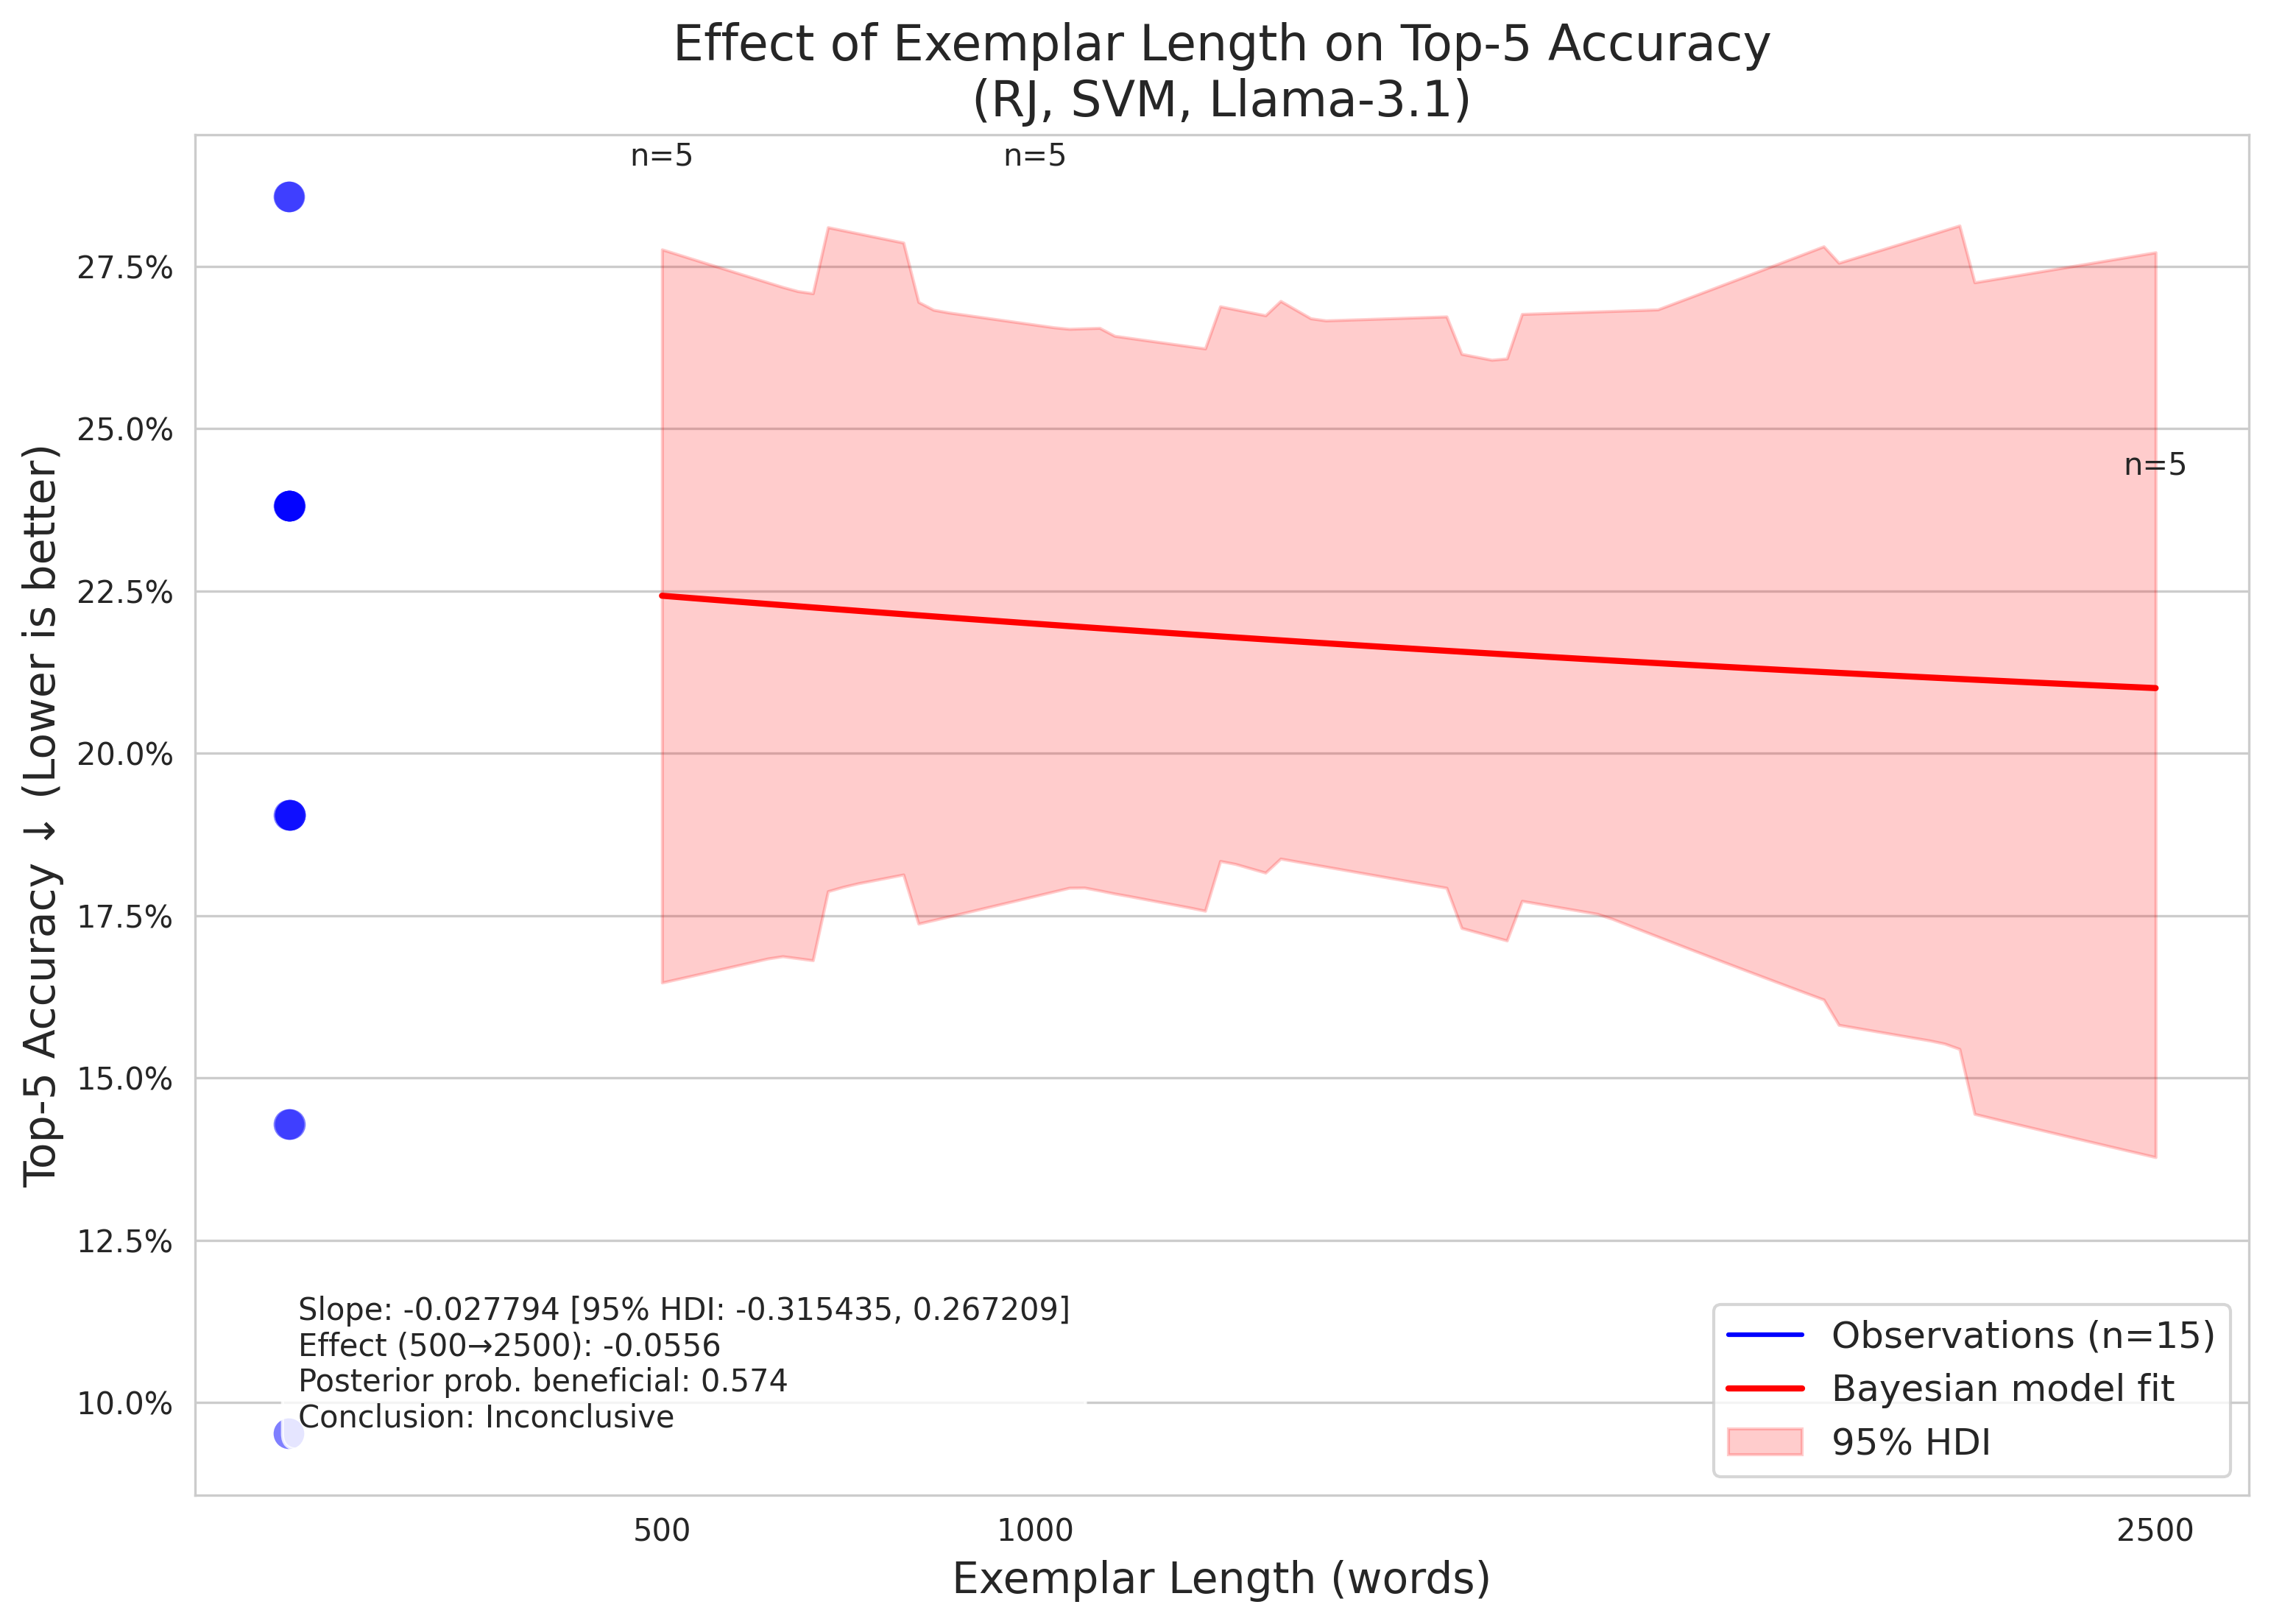 Effect of Exemplar Length on Top-5 Accuracy
(RJ, SVM, Llama-3.1)
n=5
n=5
n=5
27.5%
25.0%
22.5%
20.0%
17.5%
15.0%
12.5%
10.0%
Top-5 Accuracy ↓ (Lower is better)
Slope: -0.027794 [95% HDI: -0.315435, 0.267209]
Effect (500→2500): -0.0556
Posterior prob. beneficial: 0.574
Conclusion: Inconclusive
Observations (n=15)
Bayesian model fit
95% HDI
500
1000
2500
Exemplar Length (words)